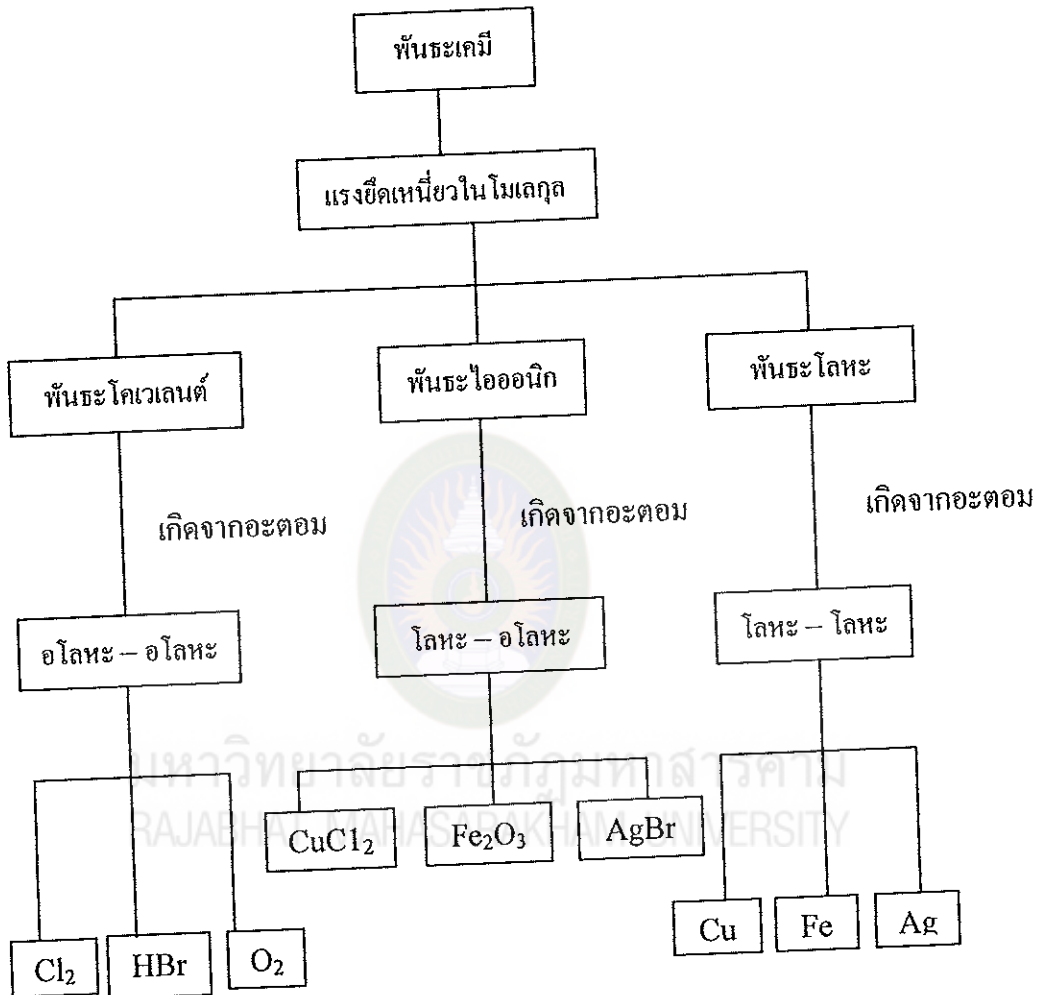 พันธะเคมี
แรงยึดเหนี่ยวในโมเลกุล
พันธะโคเวเลนต์
พันธะไอออนิก
พันธะโลหะ
เกิดจากอะตอม
เกิดจากอะตอม
เกิดจากอะตอม
อโลหะ – อโลหะ
โลหะ – อโลหะ
โลหะ – โลหะ
มหาวิทยาลัยราชภัฏมหาสารคาม
RAJABHAT MAHASARAKHAM UNIVERSITY
CuC1₂
Fe₂O₃
AgBr
Cl₂
HBr
O₂
Cu
Fe
Ag